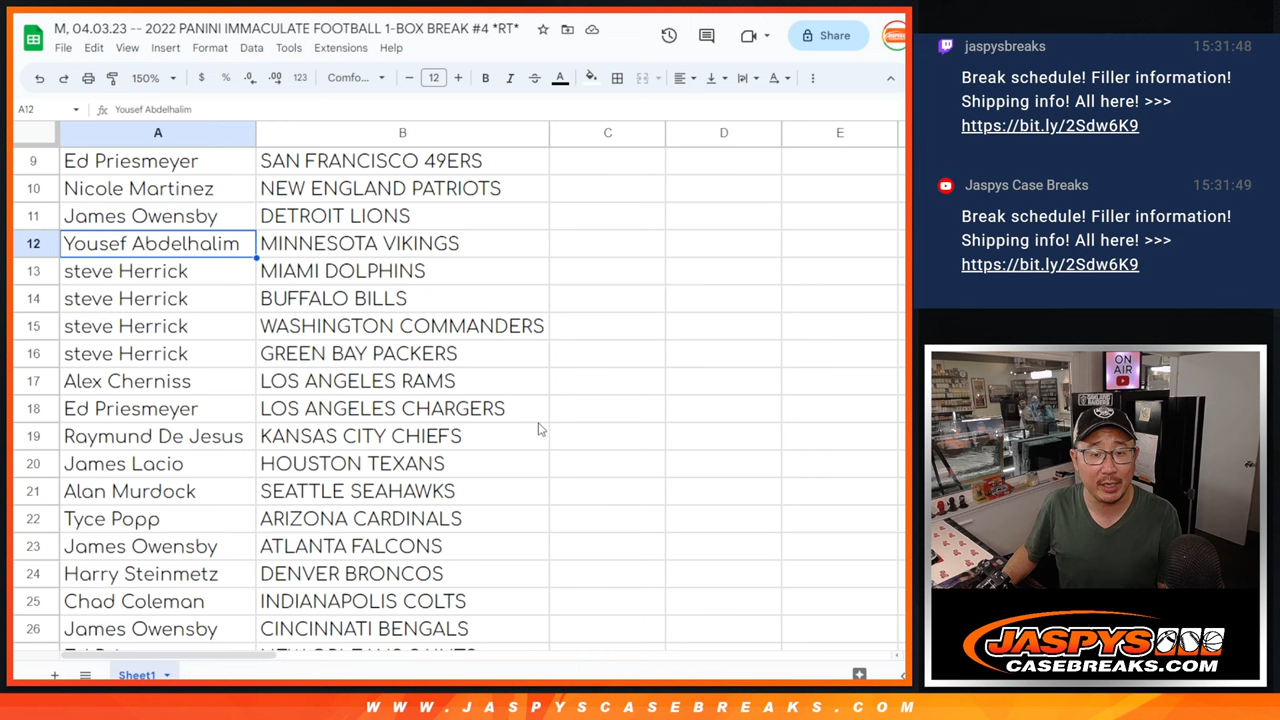 M, 04.03.23 -- 2022 PANINI IMMACULATE FOOTBALL 1-BOX BREAK #4 *RT*
File Edit View Insert Format Data Tools Extensions Help
Share
150% $ % .0 .00 123 Comfo... 12
A12 fx Yousef Abdelhalim
A B C D E
9 Ed Priesmeyer SAN FRANCISCO 49ERS
10 Nicole Martinez NEW ENGLAND PATRIOTS
11 James Owensby DETROIT LIONS
12 Yousef Abdelhalim MINNESOTA VIKINGS
13 steve Herrick MIAMI DOLPHINS
14 steve Herrick BUFFALO BILLS
15 steve Herrick WASHINGTON COMMANDERS
16 steve Herrick GREEN BAY PACKERS
17 Alex Cherniss LOS ANGELES RAMS
18 Ed Priesmeyer LOS ANGELES CHARGERS
19 Raymund De Jesus KANSAS CITY CHIEFS
20 James Lacio HOUSTON TEXANS
21 Alan Murdock SEATTLE SEAHAWKS
22 Tyce Popp ARIZONA CARDINALS
23 James Owensby ATLANTA FALCONS
24 Harry Steinmetz DENVER BRONCOS
25 Chad Coleman INDIANAPOLIS COLTS
26 James Owensby CINCINNATI BENGALS
Sheet1
jaspysbreaks 15:31:48
Break schedule! Filler information!
Shipping info! All here! >>>
https://bit.ly/2Sdw6K9
Jaspys Case Breaks 15:31:49
Break schedule! Filler information!
Shipping info! All here! >>>
https://bit.ly/2Sdw6K9
ON
AIR
JASPYS
CASEBREAKS.COM
WWW.JASPYSCASEBREAKS.COM